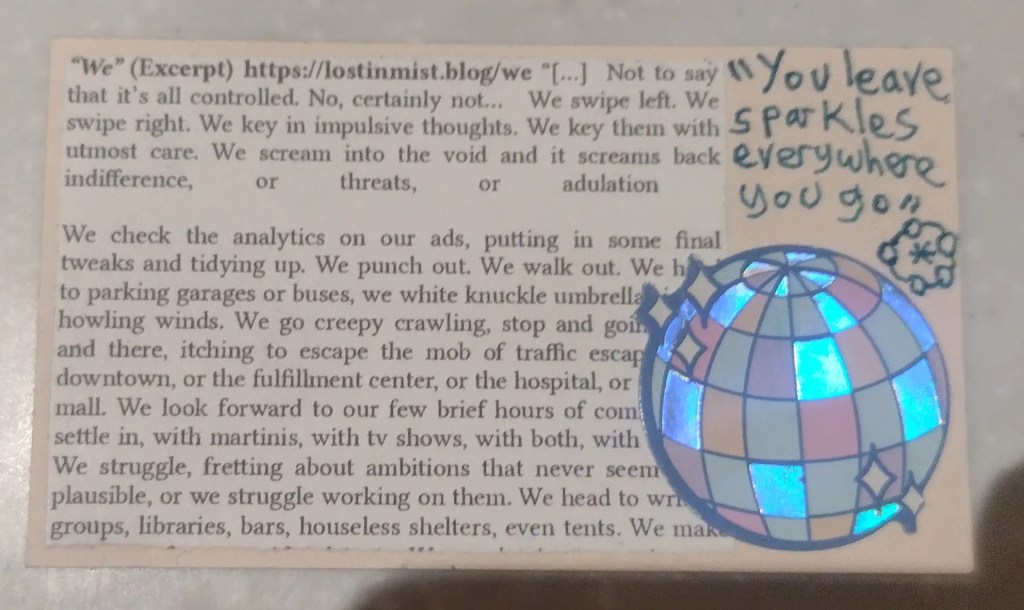 “We” (Excerpt) https://lostinmist.blog/we “[...] Not to say
that it’s all controlled. No, certainly not... We swipe left. We
swipe right. We key in impulsive thoughts. We key them with
utmost care. We scream into the void and it screams back
indifference, or threats, or adulation
We check the analytics on our ads, putting in some final
tweaks and tidying up. We punch out. We walk out. We
to parking garages or buses, we white knuckle
howling winds. We go creepy crawling, stop and
and there, itching to escape the mob of traffic
downtown, or the fulfillment center, or the hospital, or
mall. We look forward to our few brief hours of
settle in, with martinis, with tv shows, with both, with
We struggle, fretting about ambitions that never seem
plausible, or we struggle working on them. We head to
groups, libraries, bars, houseless shelters, even tents. We
"You leave
sparkles
everywhere
you go"